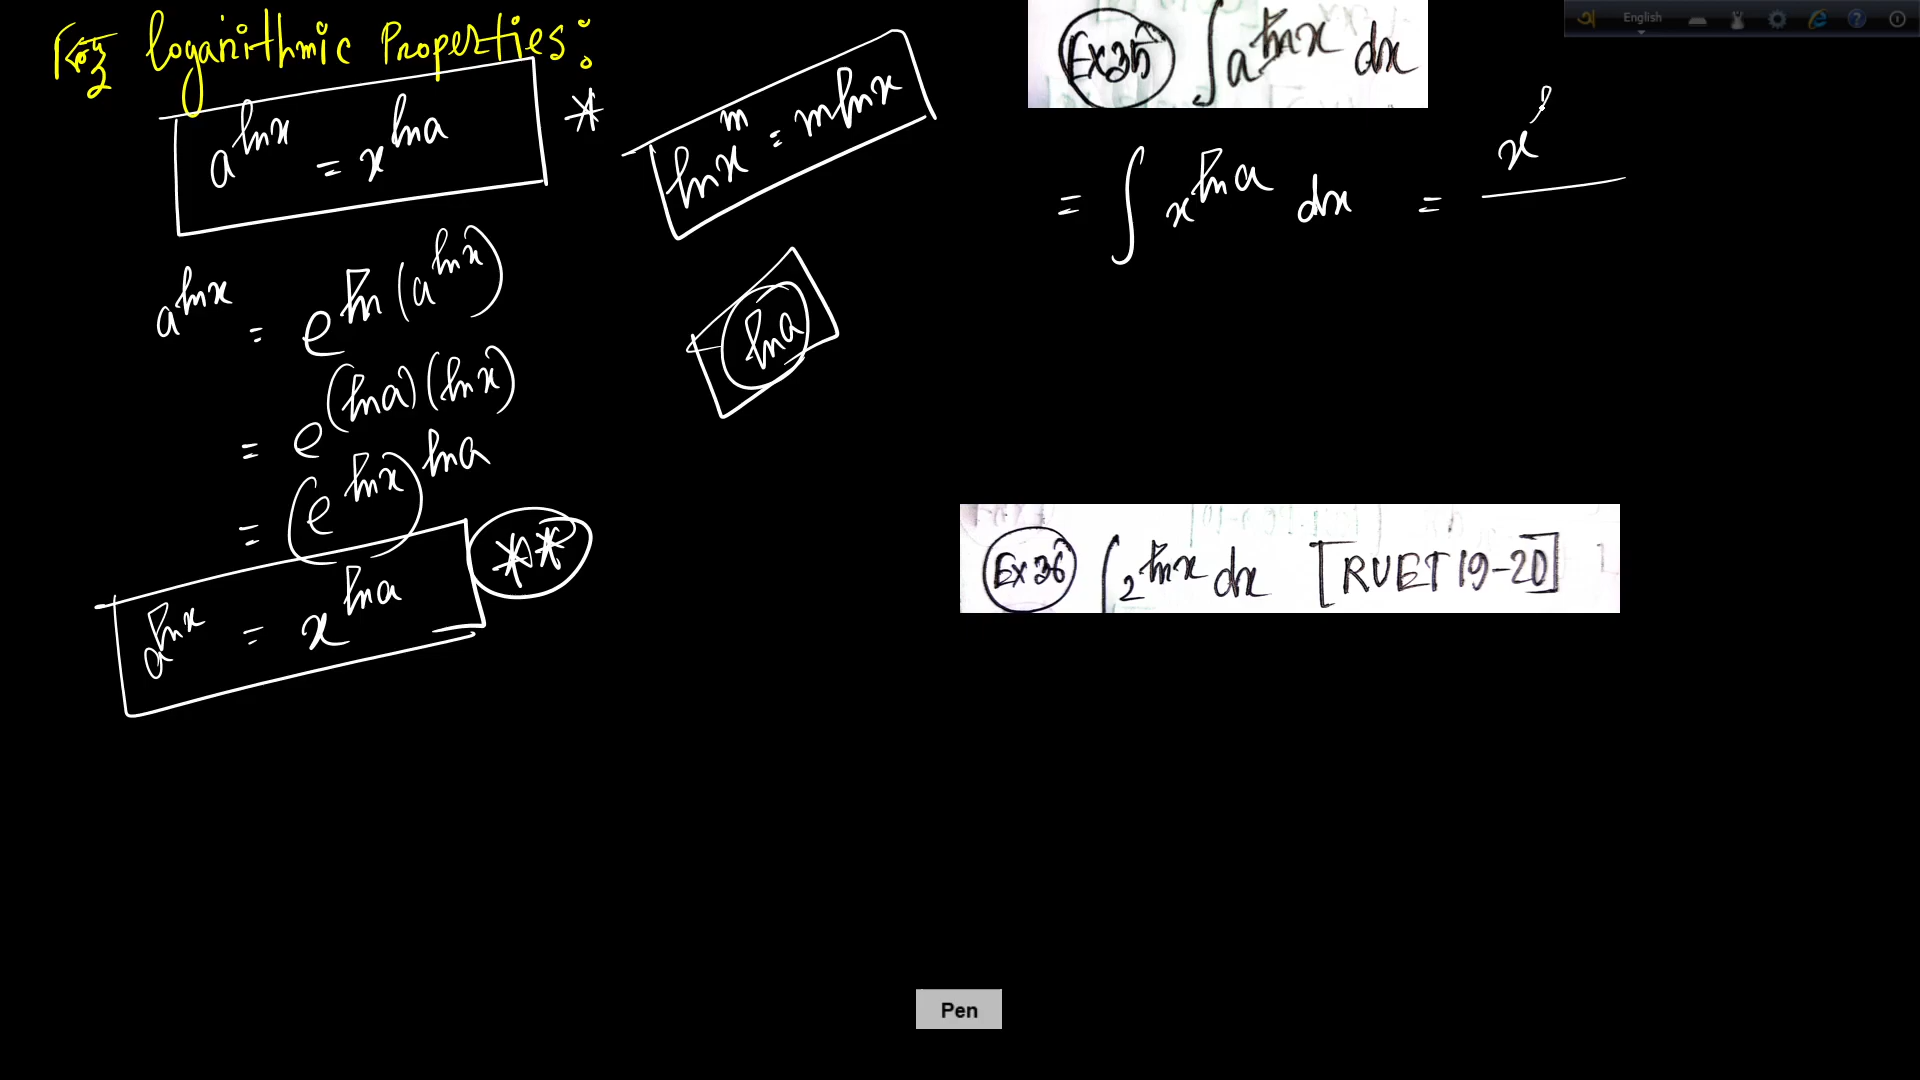 কিছু logarithmic Properties:
a^{ln x} = x^{ln a} *
ln x^m = m ln x
a^{ln x} = e^{ln (a^{ln x})}
= e^{(ln a)(ln x)}
= (e^{ln x})^{ln a}
a^{ln x} = x^{ln a} **
ln a
Ex 35 ∫ a^{ln x} dx
= ∫ x^{ln a} dx = x
Ex 36 ∫ 2^{ln x} dx [RUET 19-20]
English
Pen